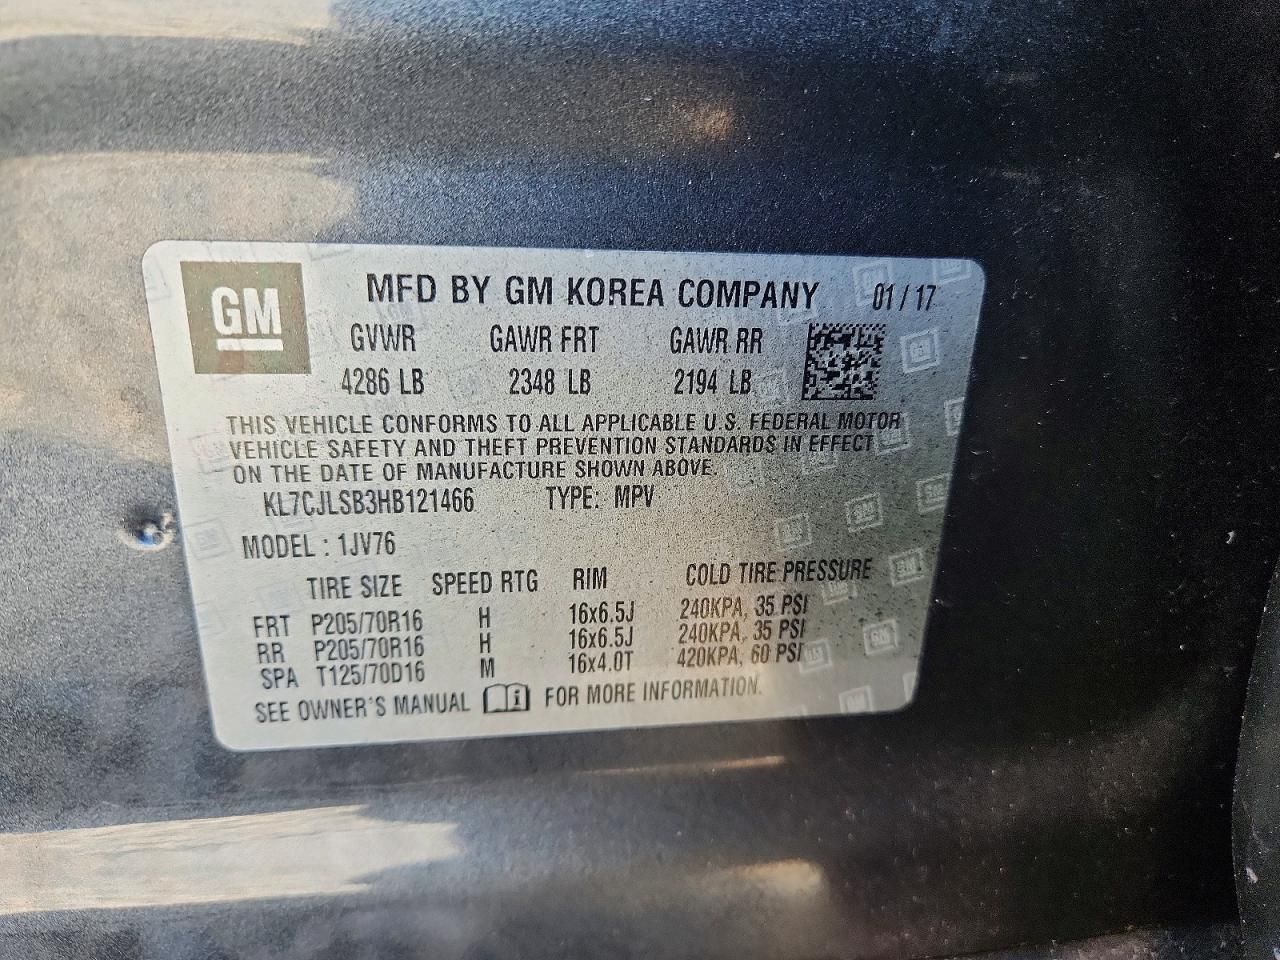 GM
MFD BY GM KOREA COMPANY 01/17
GVWR GAWR FRT GAWR RR
4286 LB 2348 LB 2194 LB
THIS VEHICLE CONFORMS TO ALL APPLICABLE U.S. FEDERAL MOTOR
VEHICLE SAFETY AND THEFT PREVENTION STANDARDS IN EFFECT
ON THE DATE OF MANUFACTURE SHOWN ABOVE.
KL7CJLSB3HB121466 TYPE: MPV
MODEL : 1JV76
TIRE SIZE SPEED RTG RIM COLD TIRE PRESSURE
FRT P205/70R16 H 16x6.5J 240KPA, 35 PSI
RR P205/70R16 H 16x6.5J 240KPA, 35 PSI
SPA T125/70D16 M 16x4.0T 420KPA, 60 PSI
SEE OWNER'S MANUAL i FOR MORE INFORMATION.